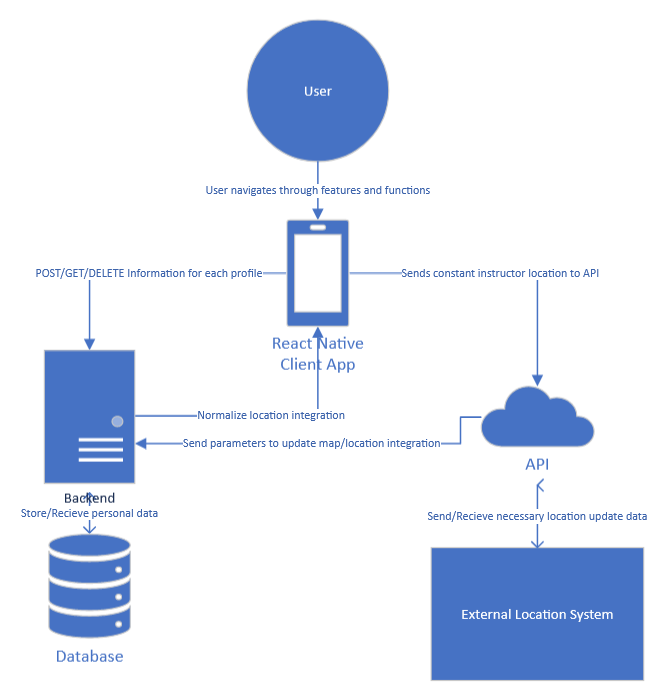 User
User navigates through features and functions
POST/GET/DELETE Information for each profile
Sends constant instructor location to API
React Native
Client App
Normalize location integration
Send parameters to update map/location integration
API
Backend
Store/Recieve personal data
Send/Recieve necessary location update data
External Location System
Database